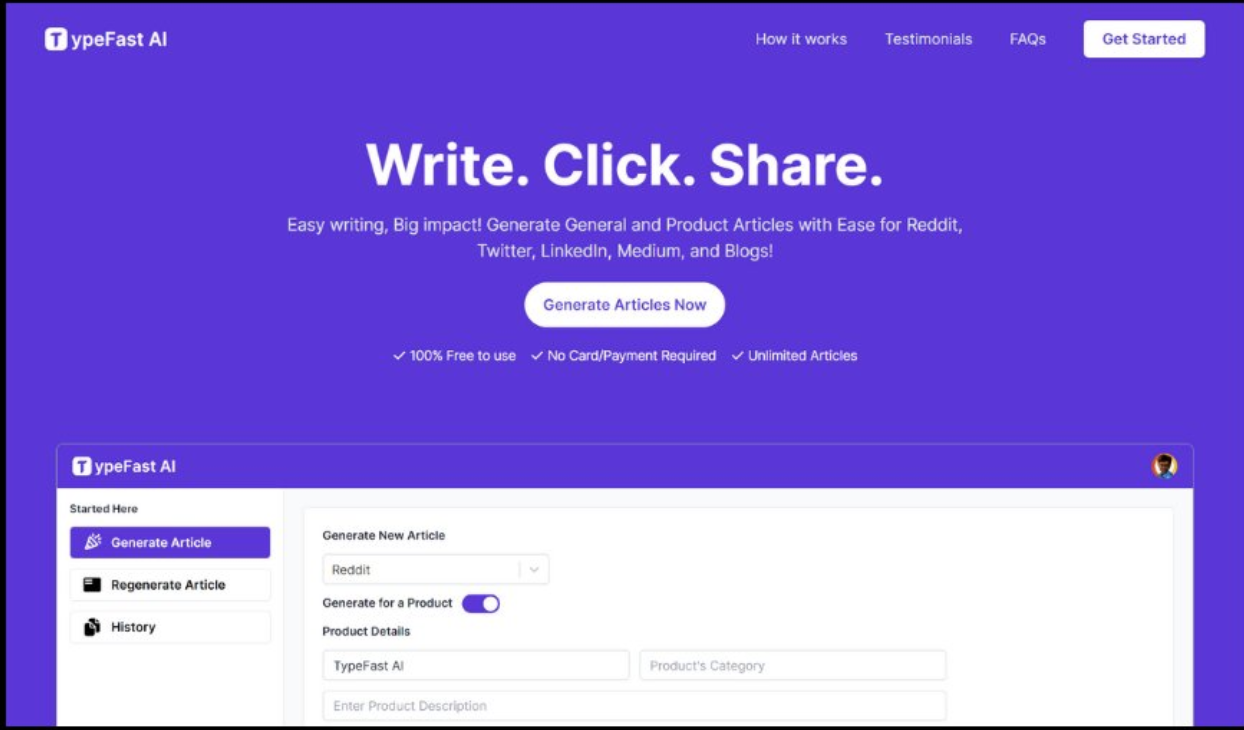 TypeFast AI
How it works
Testimonials
FAQs
Get Started
Write. Click. Share.
Easy writing, Big impact! Generate General and Product Articles with Ease for Reddit,
Twitter, LinkedIn, Medium, and Blogs!
Generate Articles Now
✓ 100% Free to use ✓ No Card/Payment Required ✓ Unlimited Articles
TypeFast AI
Started Here
Generate Article
Regenerate Article
History
Generate New Article
Reddit
Generate for a Product
Product Details
TypeFast AI
Product's Category
Enter Product Description